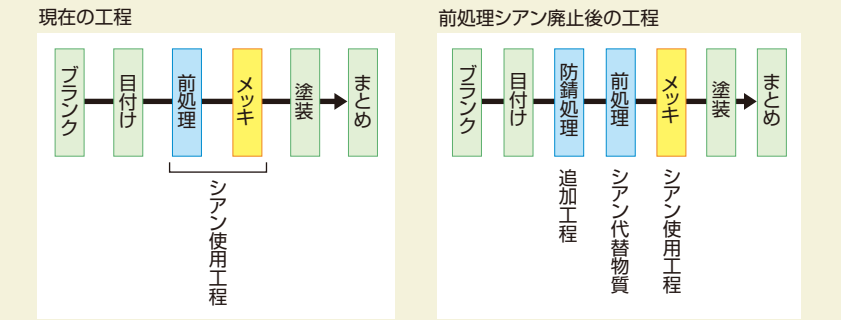 現在の工程
ブランク
目付け
前処理
メッキ
塗装
まとめ
シアン使用工程
前処理シアン廃止後の工程
ブランク
目付け
防錆処理
前処理
メッキ
塗装
まとめ
追加工程
シアン代替物質
シアン使用工程